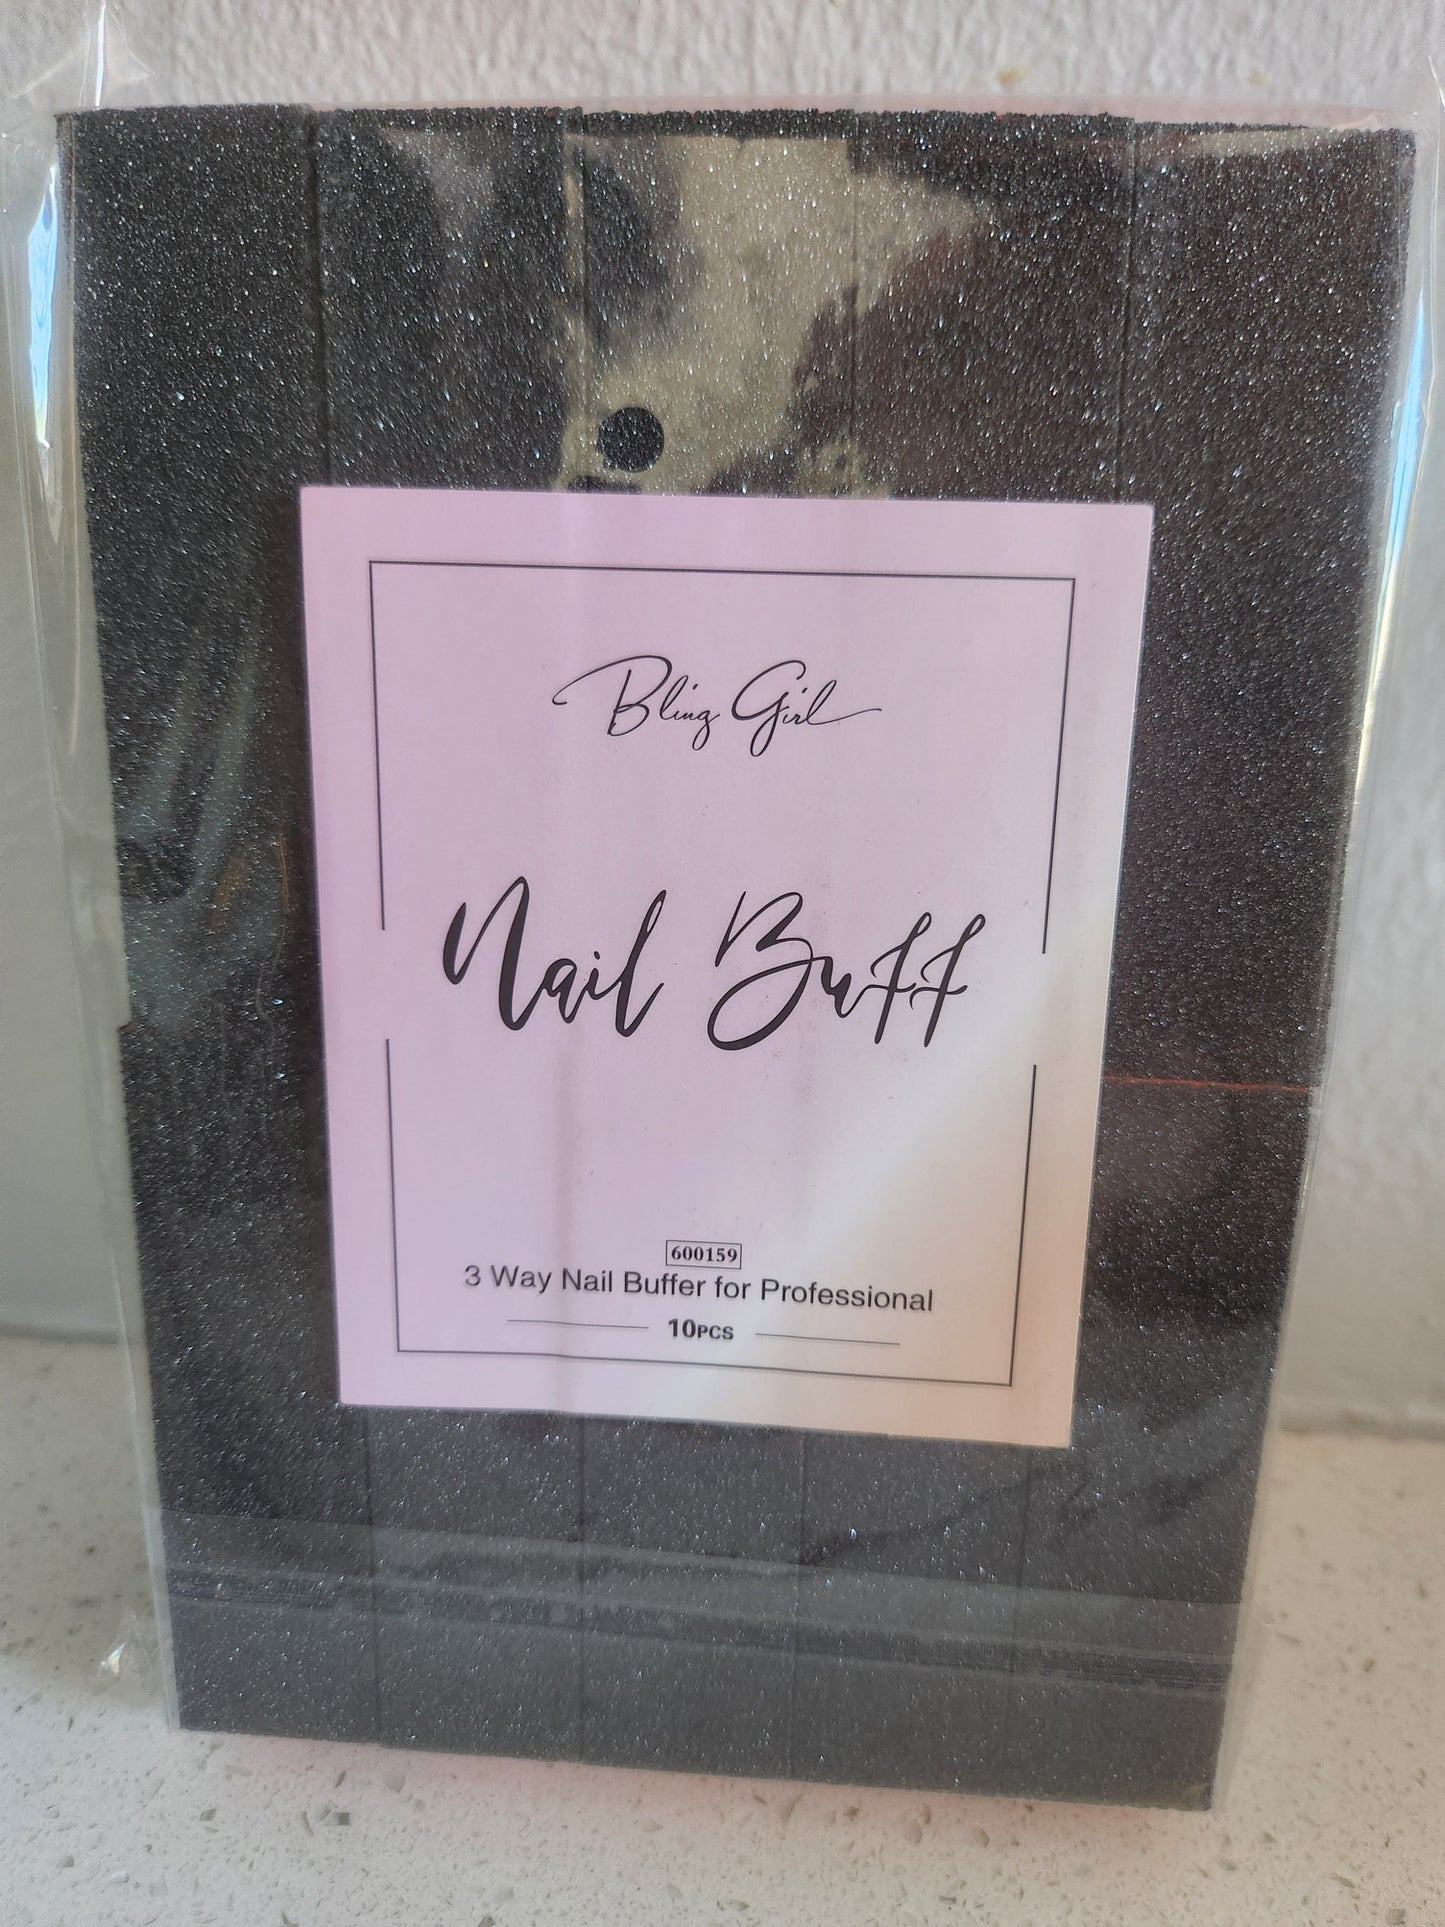 Bling Girl
Nail Buff
600159
3 Way Nail Buffer for Professional
10PCS